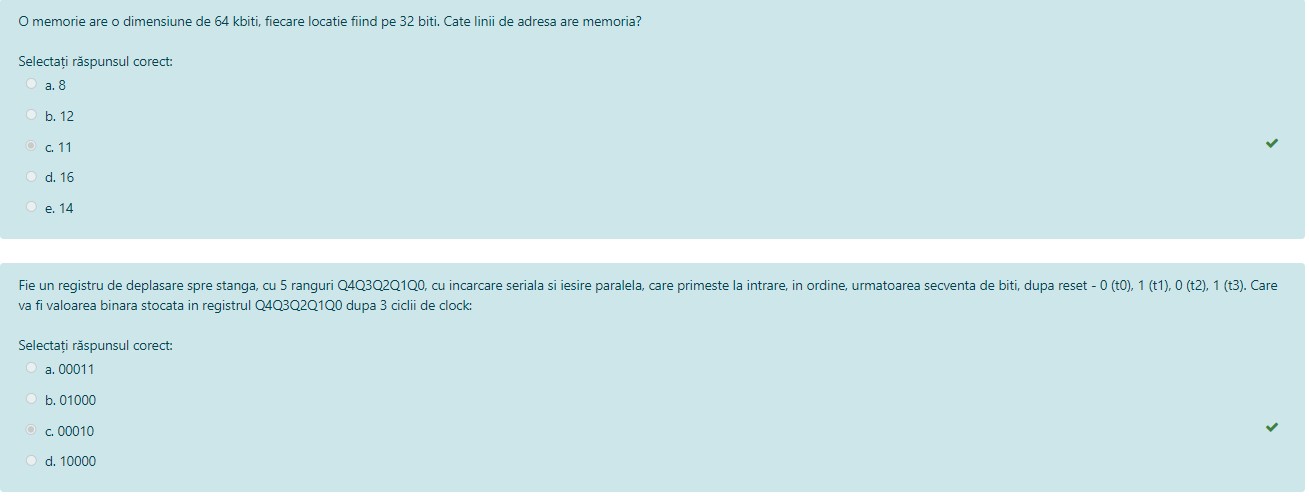 O memorie are o dimensiune de 64 kbiti, fiecare locatie fiind pe 32 biti. Cate linii de adresa are memoria?
Selectați răspunsul corect:
a. 8
b. 12
c. 11
d. 16
e. 14
Fie un registru de deplasare spre stanga, cu 5 ranguri Q4Q3Q2Q1Q0, cu incarcare seriala si iesire paralela, care primeste la intrare, in ordine, urmatoarea secventa de biti, dupa reset - 0 (t0), 1 (t1), 0 (t2), 1 (t3). Care
va fi valoarea binara stocata in registrul Q4Q3Q2Q1Q0 dupa 3 ciclii de clock:
Selectați răspunsul corect:
a. 00011
b. 01000
c. 00010
d. 10000